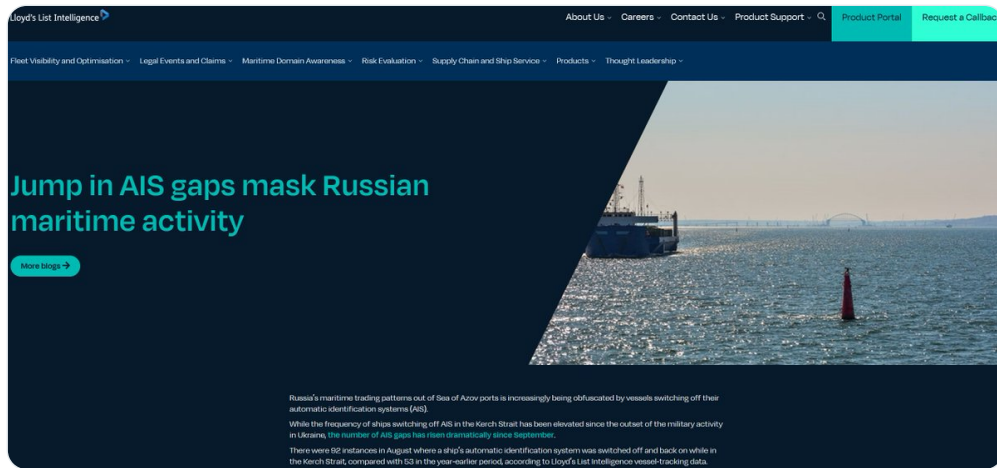 Lloyd's List Intelligence
About Us Careers Contact Us Product Support Product Portal Request a Callbac
Fleet Visibility and Optimisation Legal Events and Claims Maritime Domain Awareness Risk Evaluation Supply Chain and Ship Service Products Thought Leadership
Jump in AIS gaps mask Russian
maritime activity
More blogs →
Russia's maritime trading patterns out of Sea of Azov ports is increasingly being obfuscated by vessels switching off their
automatic identification systems (AIS).
While the frequency of ships switching off AIS in the Kerch Strait has been elevated since the outset of the military activity
in Ukraine, the number of AIS gaps has risen dramatically since September.
There were 92 instances in August where a ship's automatic identification system was switched off and back on while in
the Kerch Strait, compared with 53 in the year-earlier period, according to Lloyd's List Intelligence vessel-tracking data.